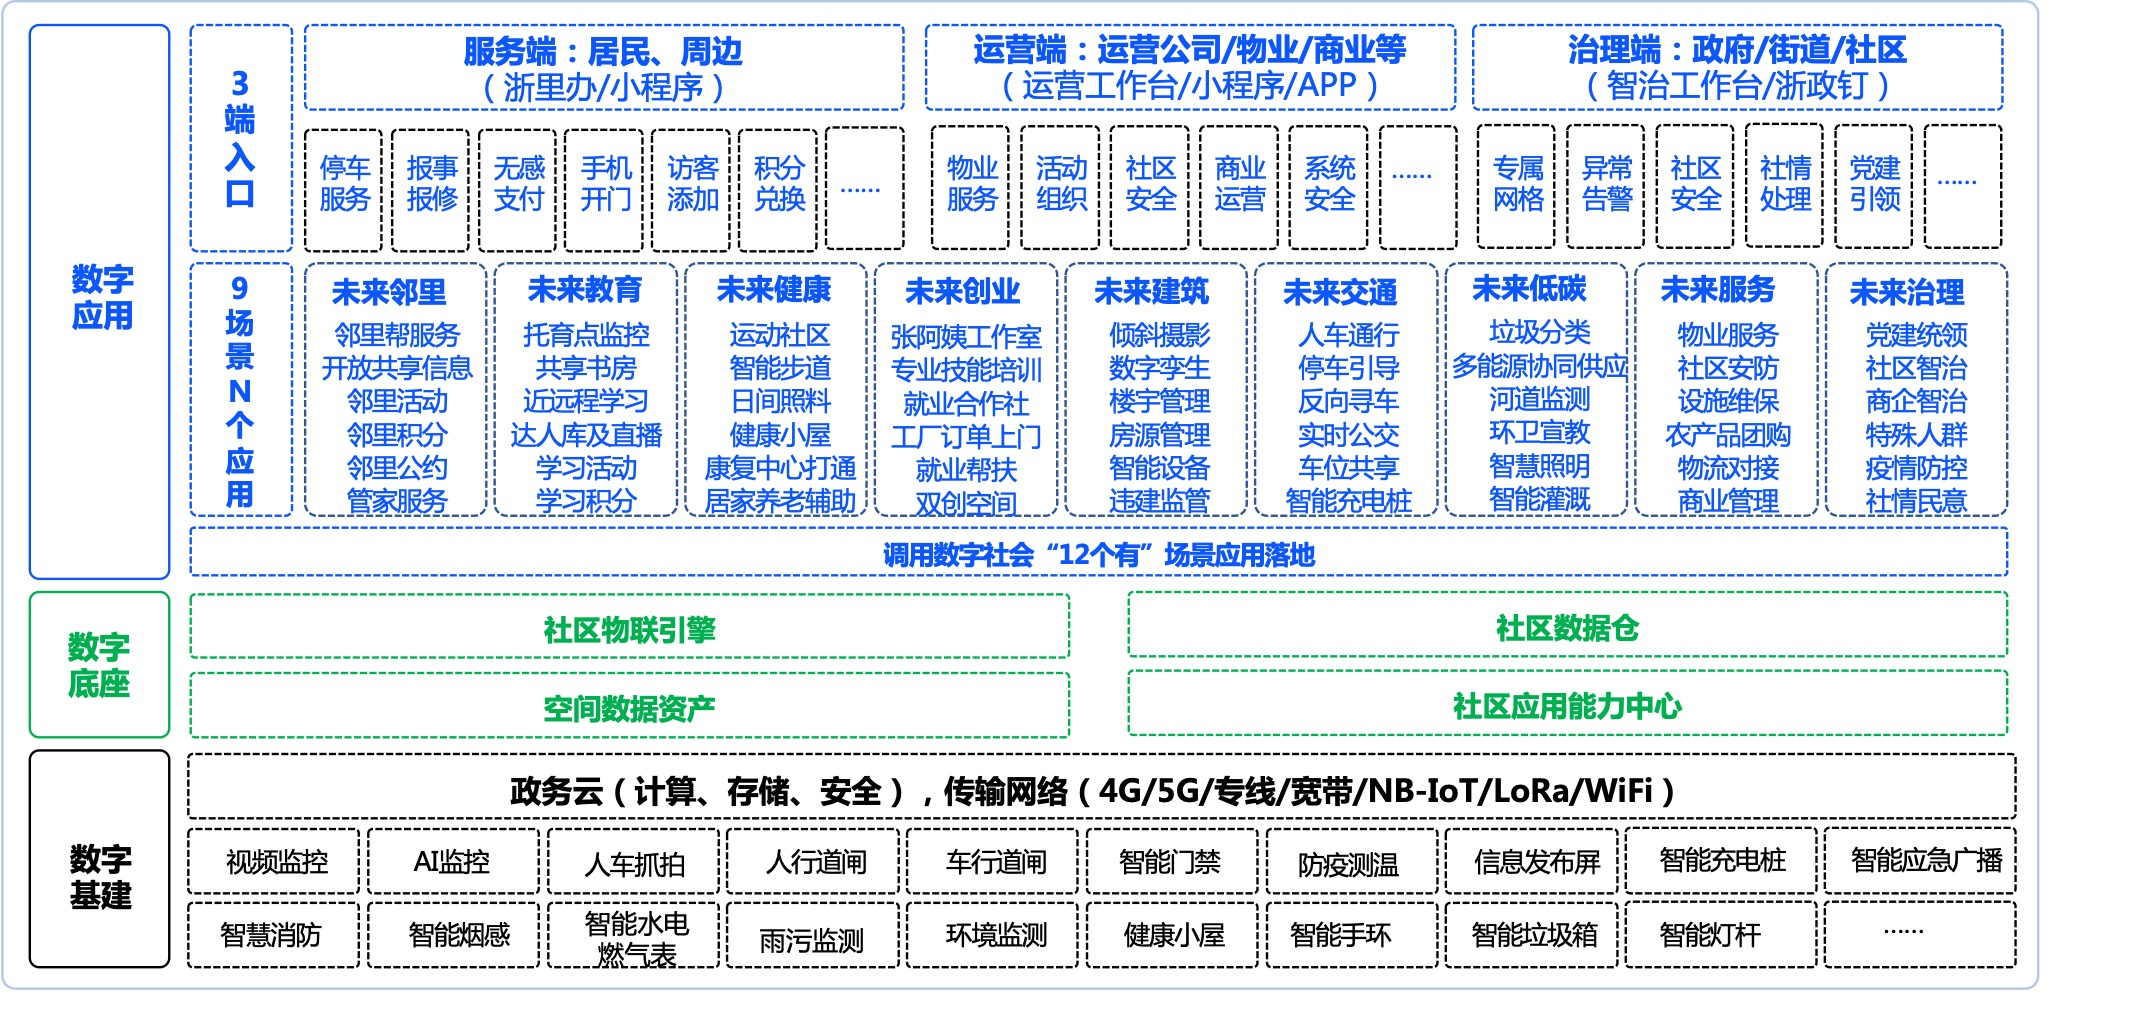 数字
应用
3
端
入
口
服务端：居民、周边
（浙里办/小程序）
运营端：运营公司/物业/商业等
（运营工作台/小程序/APP）
治理端：政府/街道/社区
（智治工作台/浙政钉）
停车
服务
报事
报修
无感
支付
手机
开门
访客
添加
积分
兑换
……
物业
服务
活动
组织
社区
安全
商业
运营
系统
安全
……
专属
网格
异常
告警
社区
安全
社情
处理
党建
引领
……
9
场
景
N
个
应
用
未来邻里
邻里帮服务
开放共享信息
邻里活动
邻里积分
邻里公约
管家服务
未来教育
托育点监控
共享书房
近远程学习
达人库及直播
学习活动
学习积分
未来健康
运动社区
智能步道
日间照料
健康小屋
康复中心打通
居家养老辅助
未来创业
张阿姨工作室
专业技能培训
就业合作社
工厂订单上门
就业帮扶
双创空间
未来建筑
倾斜摄影
数字孪生
楼宇管理
房源管理
智能设备
违建监管
未来交通
人车通行
停车引导
反向寻车
实时公交
车位共享
智能充电桩
未来低碳
垃圾分类
多能源协同供应
河道监测
环卫宣教
智慧照明
智能灌溉
未来服务
物业服务
社区安防
设施维保
农产品团购
物流对接
商业管理
未来治理
党建统领
社区智治
商企智治
特殊人群
疫情防控
社情民意
调用数字社会“12个有”场景应用落地
数字
底座
社区物联引擎
社区数据仓
空间数据资产
社区应用能力中心
数字
基建
政务云（计算、存储、安全），传输网络（4G/5G/专线/宽带/NB-IoT/LoRa/WiFi）
视频监控
AI监控
人车抓拍
人行道闸
车行道闸
智能门禁
防疫测温
信息发布屏
智能充电桩
智能应急广播
智慧消防
智能烟感
智能水电
燃气表
雨污监测
环境监测
健康小屋
智能手环
智能垃圾箱
智能灯杆
……